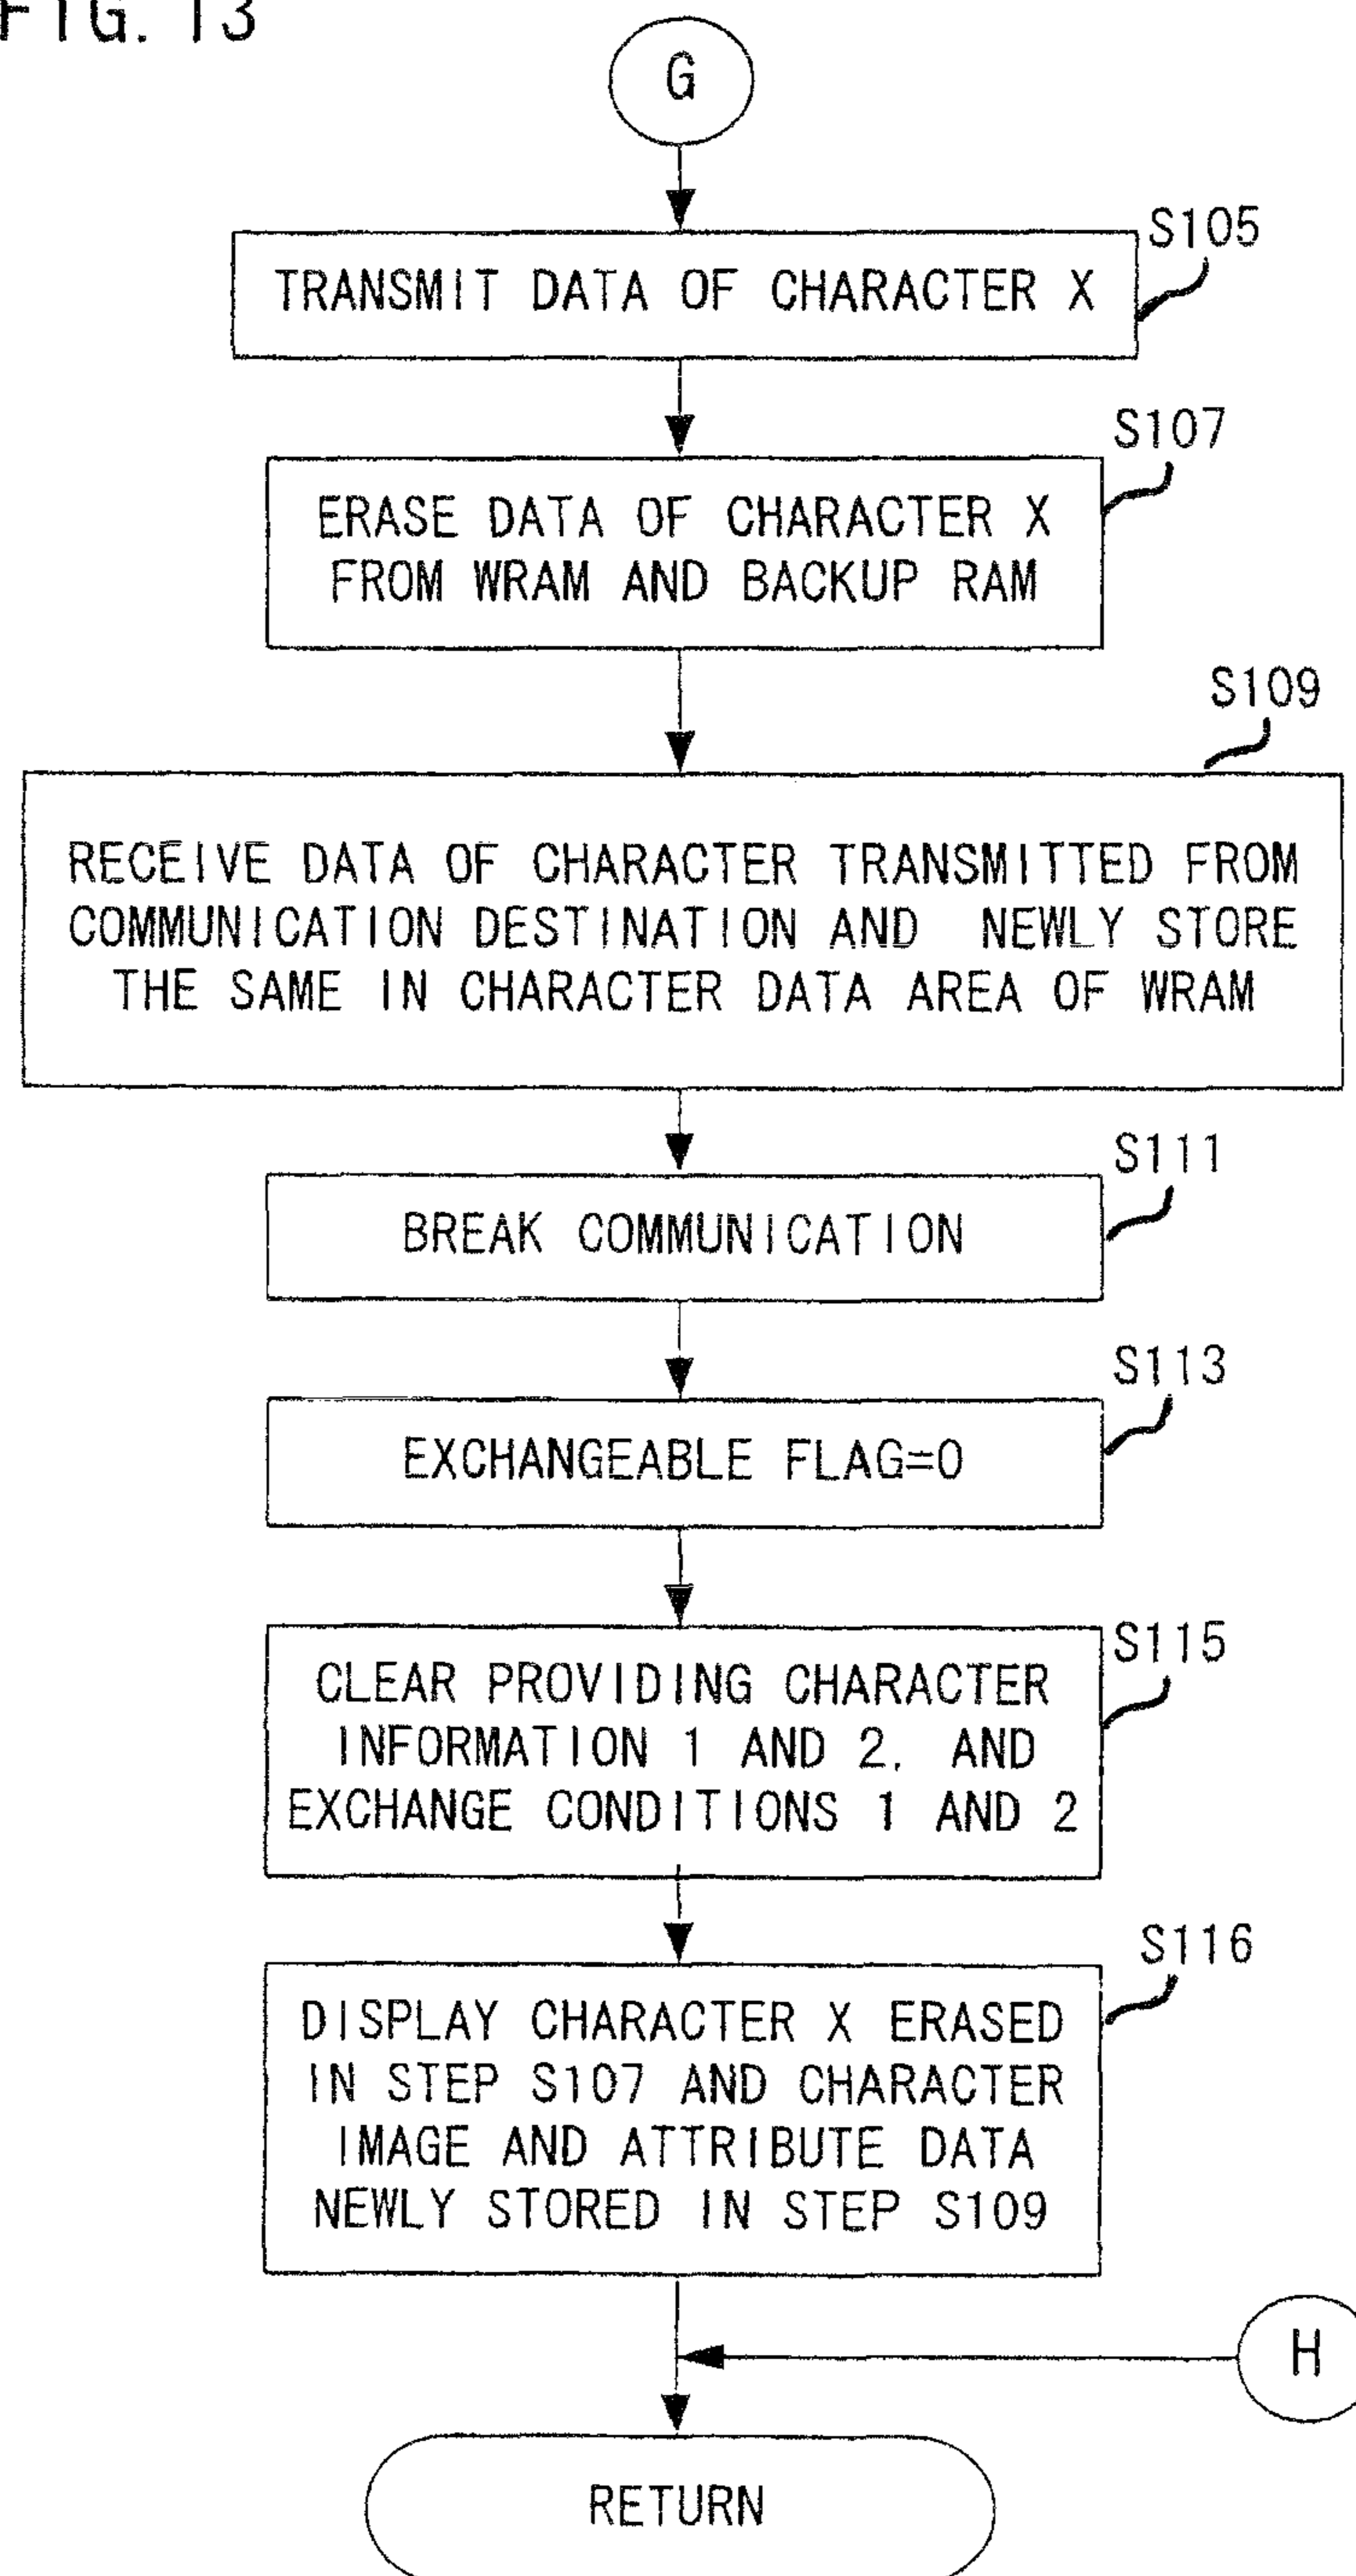 FIG. 13
G
S105
TRANSMIT DATA OF CHARACTER X
S107
ERASE DATA OF CHARACTER X
FROM WRAM AND BACKUP RAM
S109
RECEIVE DATA OF CHARACTER TRANSMITTED FROM
COMMUNICATION DESTINATION AND NEWLY STORE
THE SAME IN CHARACTER DATA AREA OF WRAM
S111
BREAK COMMUNICATION
S113
EXCHANGEABLE FLAG=0
S115
CLEAR PROVIDING CHARACTER
INFORMATION 1 AND 2, AND
EXCHANGE CONDITIONS 1 AND 2
S116
DISPLAY CHARACTER X ERASED
IN STEP S107 AND CHARACTER
IMAGE AND ATTRIBUTE DATA
NEWLY STORED IN STEP S109
H
RETURN